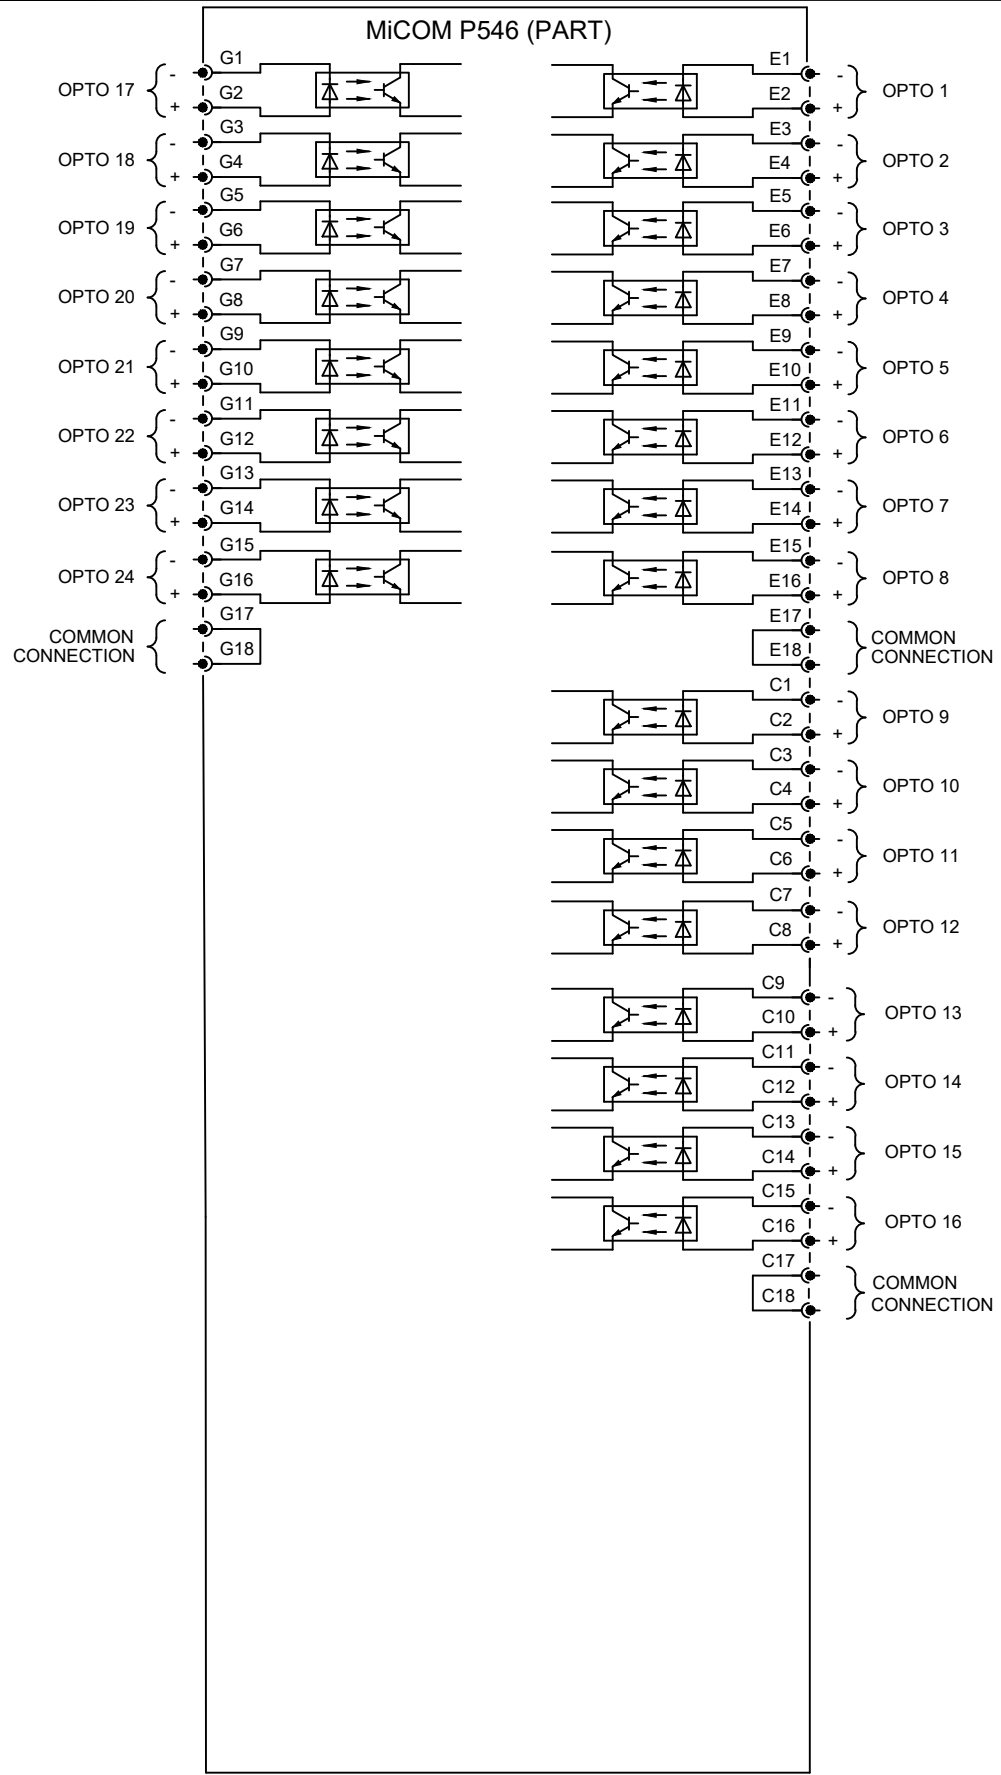 MiCOM P546 (PART)
OPTO 17
-
G1
+
G2
OPTO 18
-
G3
+
G4
OPTO 19
-
G5
+
G6
OPTO 20
-
G7
+
G8
OPTO 21
-
G9
+
G10
OPTO 22
-
G11
+
G12
OPTO 23
-
G13
+
G14
OPTO 24
-
G15
+
G16
COMMON
CONNECTION
G17
G18
E1
-
E2
+
OPTO 1
E3
-
E4
+
OPTO 2
E5
-
E6
+
OPTO 3
E7
-
E8
+
OPTO 4
E9
-
E10
+
OPTO 5
E11
-
E12
+
OPTO 6
E13
-
E14
+
OPTO 7
E15
-
E16
+
OPTO 8
E17
E18
COMMON
CONNECTION
C1
-
C2
+
OPTO 9
C3
-
C4
+
OPTO 10
C5
-
C6
+
OPTO 11
C7
-
C8
+
OPTO 12
C9
-
C10
+
OPTO 13
C11
-
C12
+
OPTO 14
C13
-
C14
+
OPTO 15
C15
-
C16
+
OPTO 16
C17
C18
COMMON
CONNECTION